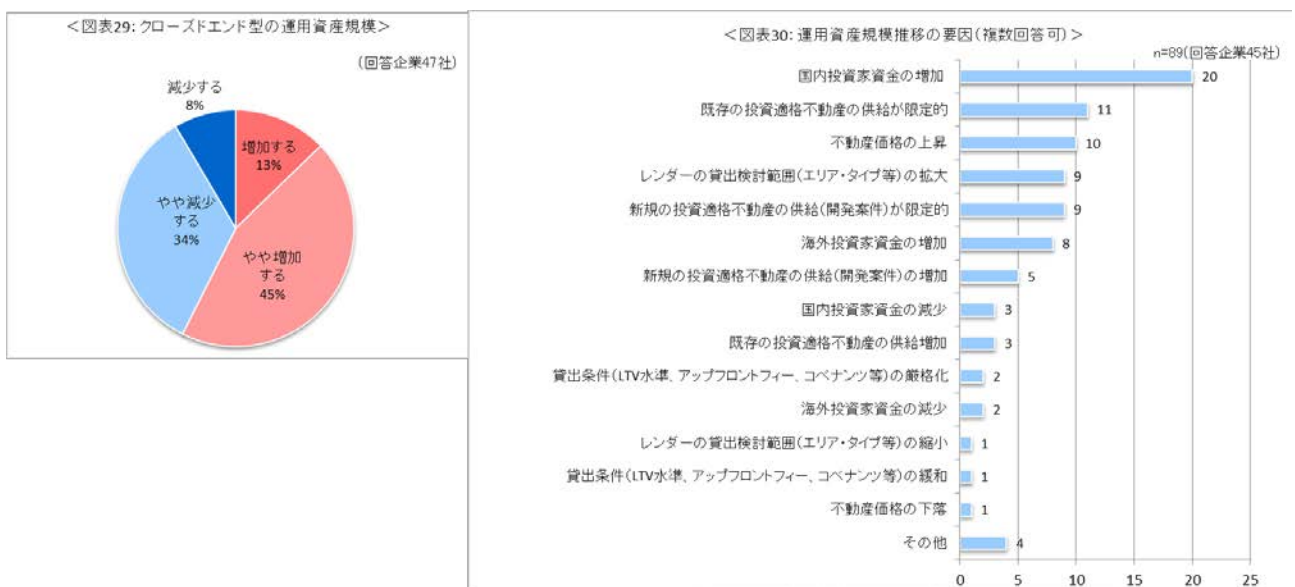 ＜図表29: クローズドエンド型の運用資産規模＞
(回答企業47社)
減少する
8%
増加する
13%
やや減少
する
34%
やや増加
する
45%
＜図表30: 運用資産規模推移の要因(複数回答可)＞
n=89(回答企業45社)
国内投資家資金の増加
20
既存の投資適格不動産の供給が限定的
11
不動産価格の上昇
10
レンダーの貸出検討範囲(エリア・タイプ等)の拡大
9
新規の投資適格不動産の供給(開発案件)が限定的
9
海外投資家資金の増加
8
新規の投資適格不動産の供給(開発案件)の増加
5
国内投資家資金の減少
3
既存の投資適格不動産の供給増加
3
貸出条件(LTV水準、アップフロントフィー、コベナンツ等)の厳格化
2
海外投資家資金の減少
2
レンダーの貸出検討範囲(エリア・タイプ等)の縮小
1
貸出条件(LTV水準、アップフロントフィー、コベナンツ等)の緩和
1
不動産価格の下落
1
その他
4
0 5 10 15 20 25